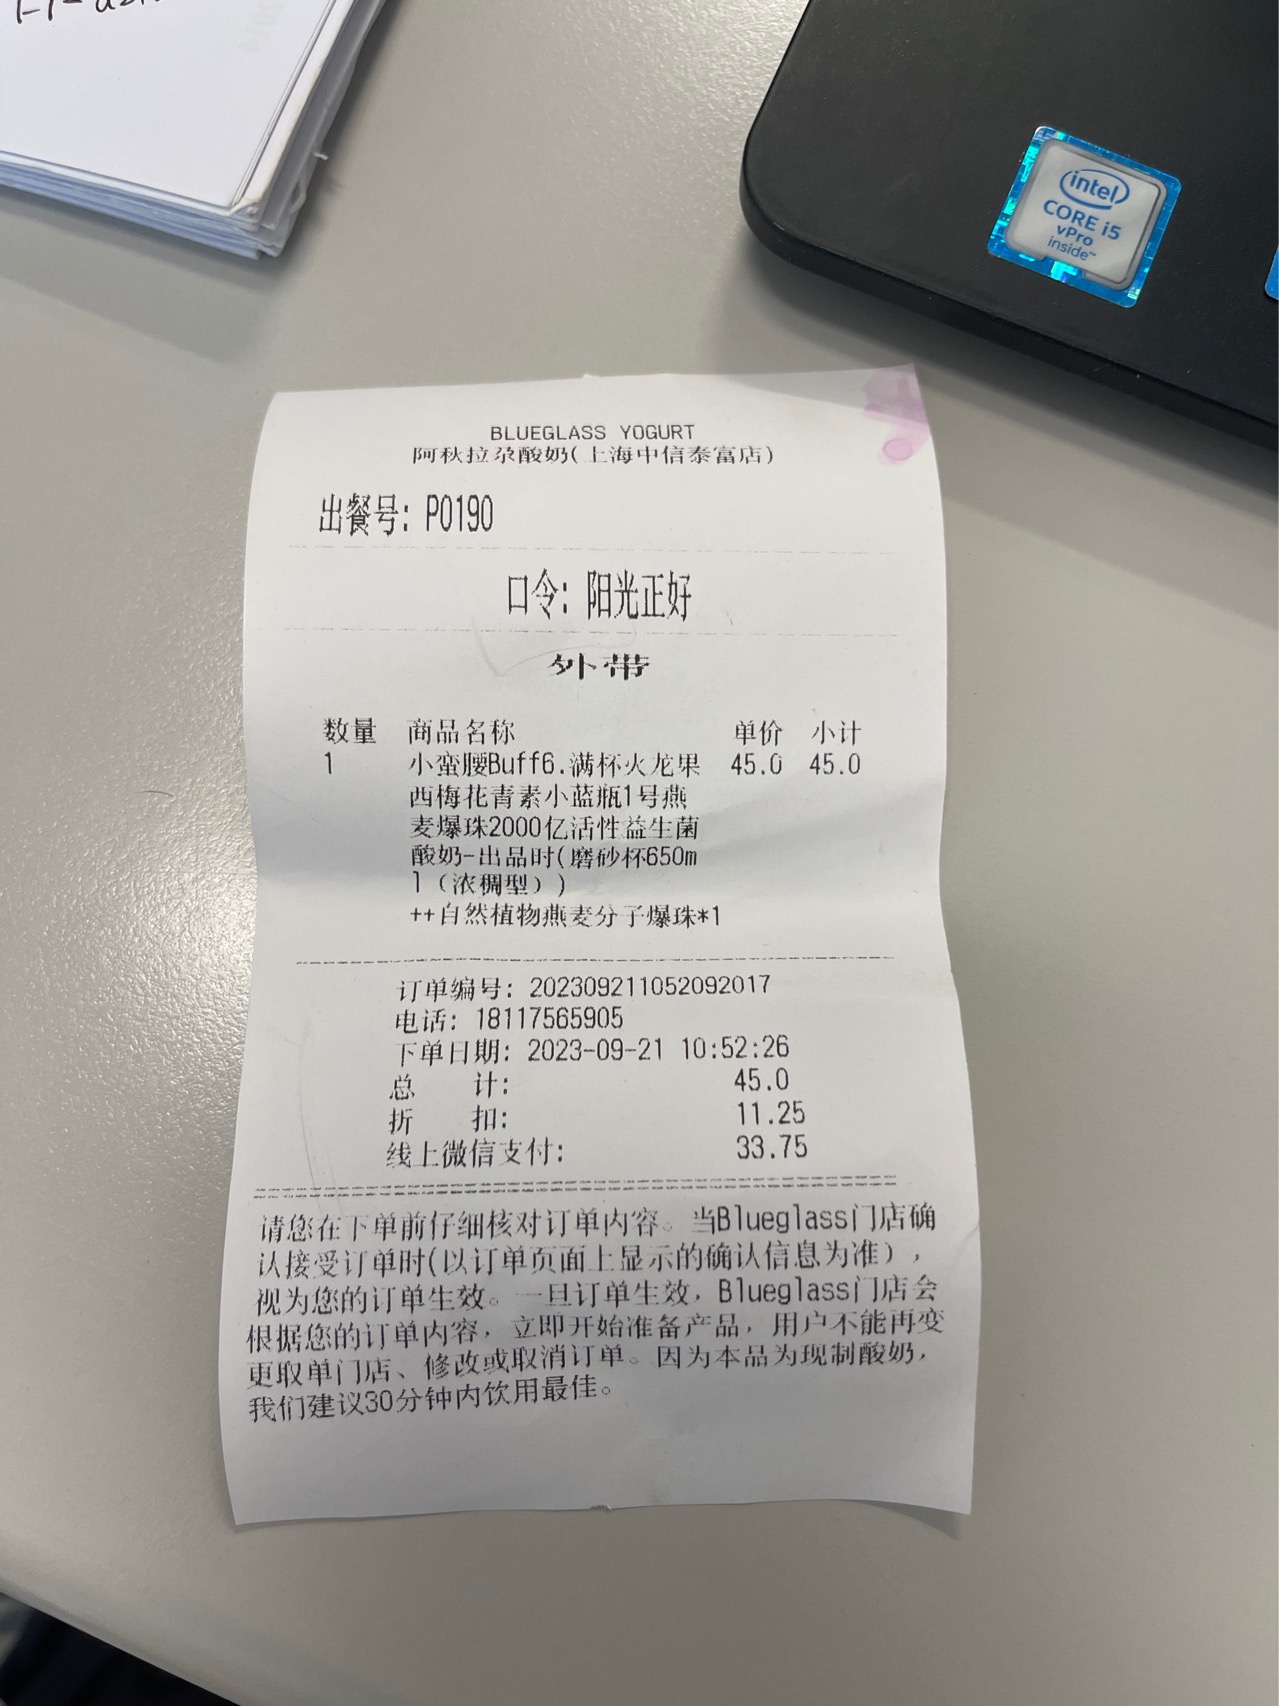 intel
CORE i5
vPro
inside™
BLUEGLASS YOGURT
阿秋拉尕酸奶(上海中信泰富店)
出餐号: P0190
口令: 阳光正好
外带
数量 商品名称 单价 小计
1 小蛮腰Buff6.满杯火龙果 45.0 45.0
西梅花青素小蓝瓶1号燕
麦爆珠2000亿活性益生菌
酸奶-出品时(磨砂杯650m
l（浓稠型）)
++自然植物燕麦分子爆珠*1
订单编号: 202309211052092017
电话: 18117565905
下单日期: 2023-09-21 10:52:26
总 计: 45.0
折 扣: 11.25
线上微信支付: 33.75
请您在下单前仔细核对订单内容。当Blueglass门店确
认接受订单时(以订单页面上显示的确认信息为准),
视为您的订单生效。一旦订单生效,Blueglass门店会
根据您的订单内容,立即开始准备产品,用户不能再变
更取单门店、修改或取消订单。因为本品为现制酸奶,
我们建议30分钟内饮用最佳。